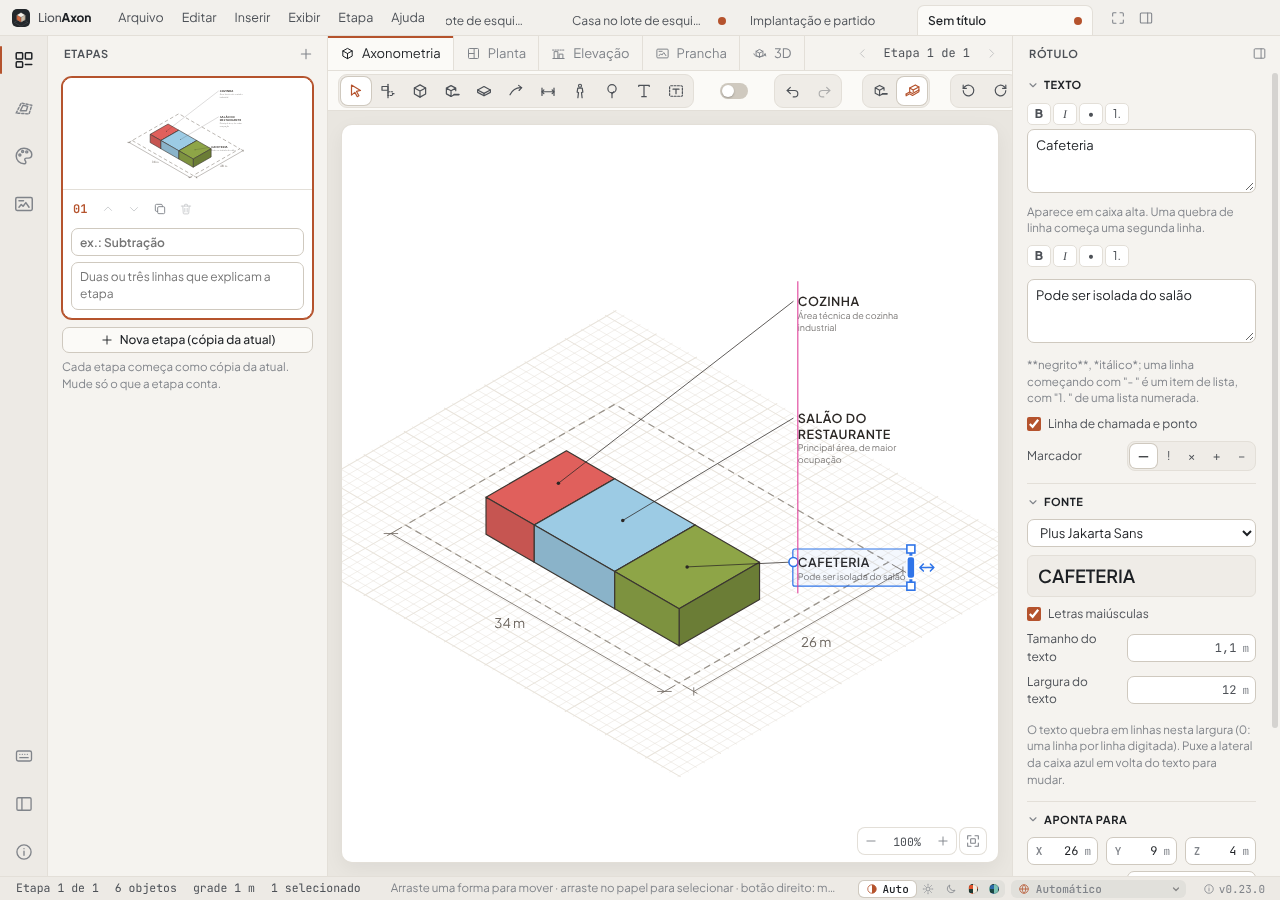 LionAxon
Arquivo
Editar
Inserir
Exibir
Etapa
Ajuda
ote de esqui...
Casa no lote de esqui...
Implantação e partido
Sem título
ETAPAS
Axonometria
Planta
Elevação
Prancha
3D
Etapa 1 de 1
RÓTULO
01
ex.: Subtração
Duas ou três linhas que explicam a
etapa
Nova etapa (cópia da atual)
Cada etapa começa como cópia da atual.
Mude só o que a etapa conta.
COZINHA
Área técnica de cozinha
industrial
SALÃO DO
RESTAURANTE
Principal área, de maior
ocupação
CAFETERIA
Pode ser isolada do salão
34 m
26 m
100%
TEXTO
B I • 1.
Cafeteria
Aparece em caixa alta. Uma quebra de
linha começa uma segunda linha.
B I • 1.
Pode ser isolada do salão
**negrito**, *itálico*; uma linha
começando com "- " é um item de lista,
com "1. " de uma lista numerada.
Linha de chamada e ponto
Marcador
— ! × + −
FONTE
Plus Jakarta Sans
CAFETERIA
Letras maiúsculas
Tamanho do
texto
1,1 m
Largura do
texto
12 m
O texto quebra em linhas nesta largura (0:
uma linha por linha digitada). Puxe a lateral
da caixa azul em volta do texto para
mudar.
APONTA PARA
X 26 m
Y 9 m
Z 4 m
Etapa 1 de 1
6 objetos
grade 1 m
1 selecionado
Arraste uma forma para mover · arraste no papel para selecionar · botão direito: m...
Auto
Automático
v0.23.0